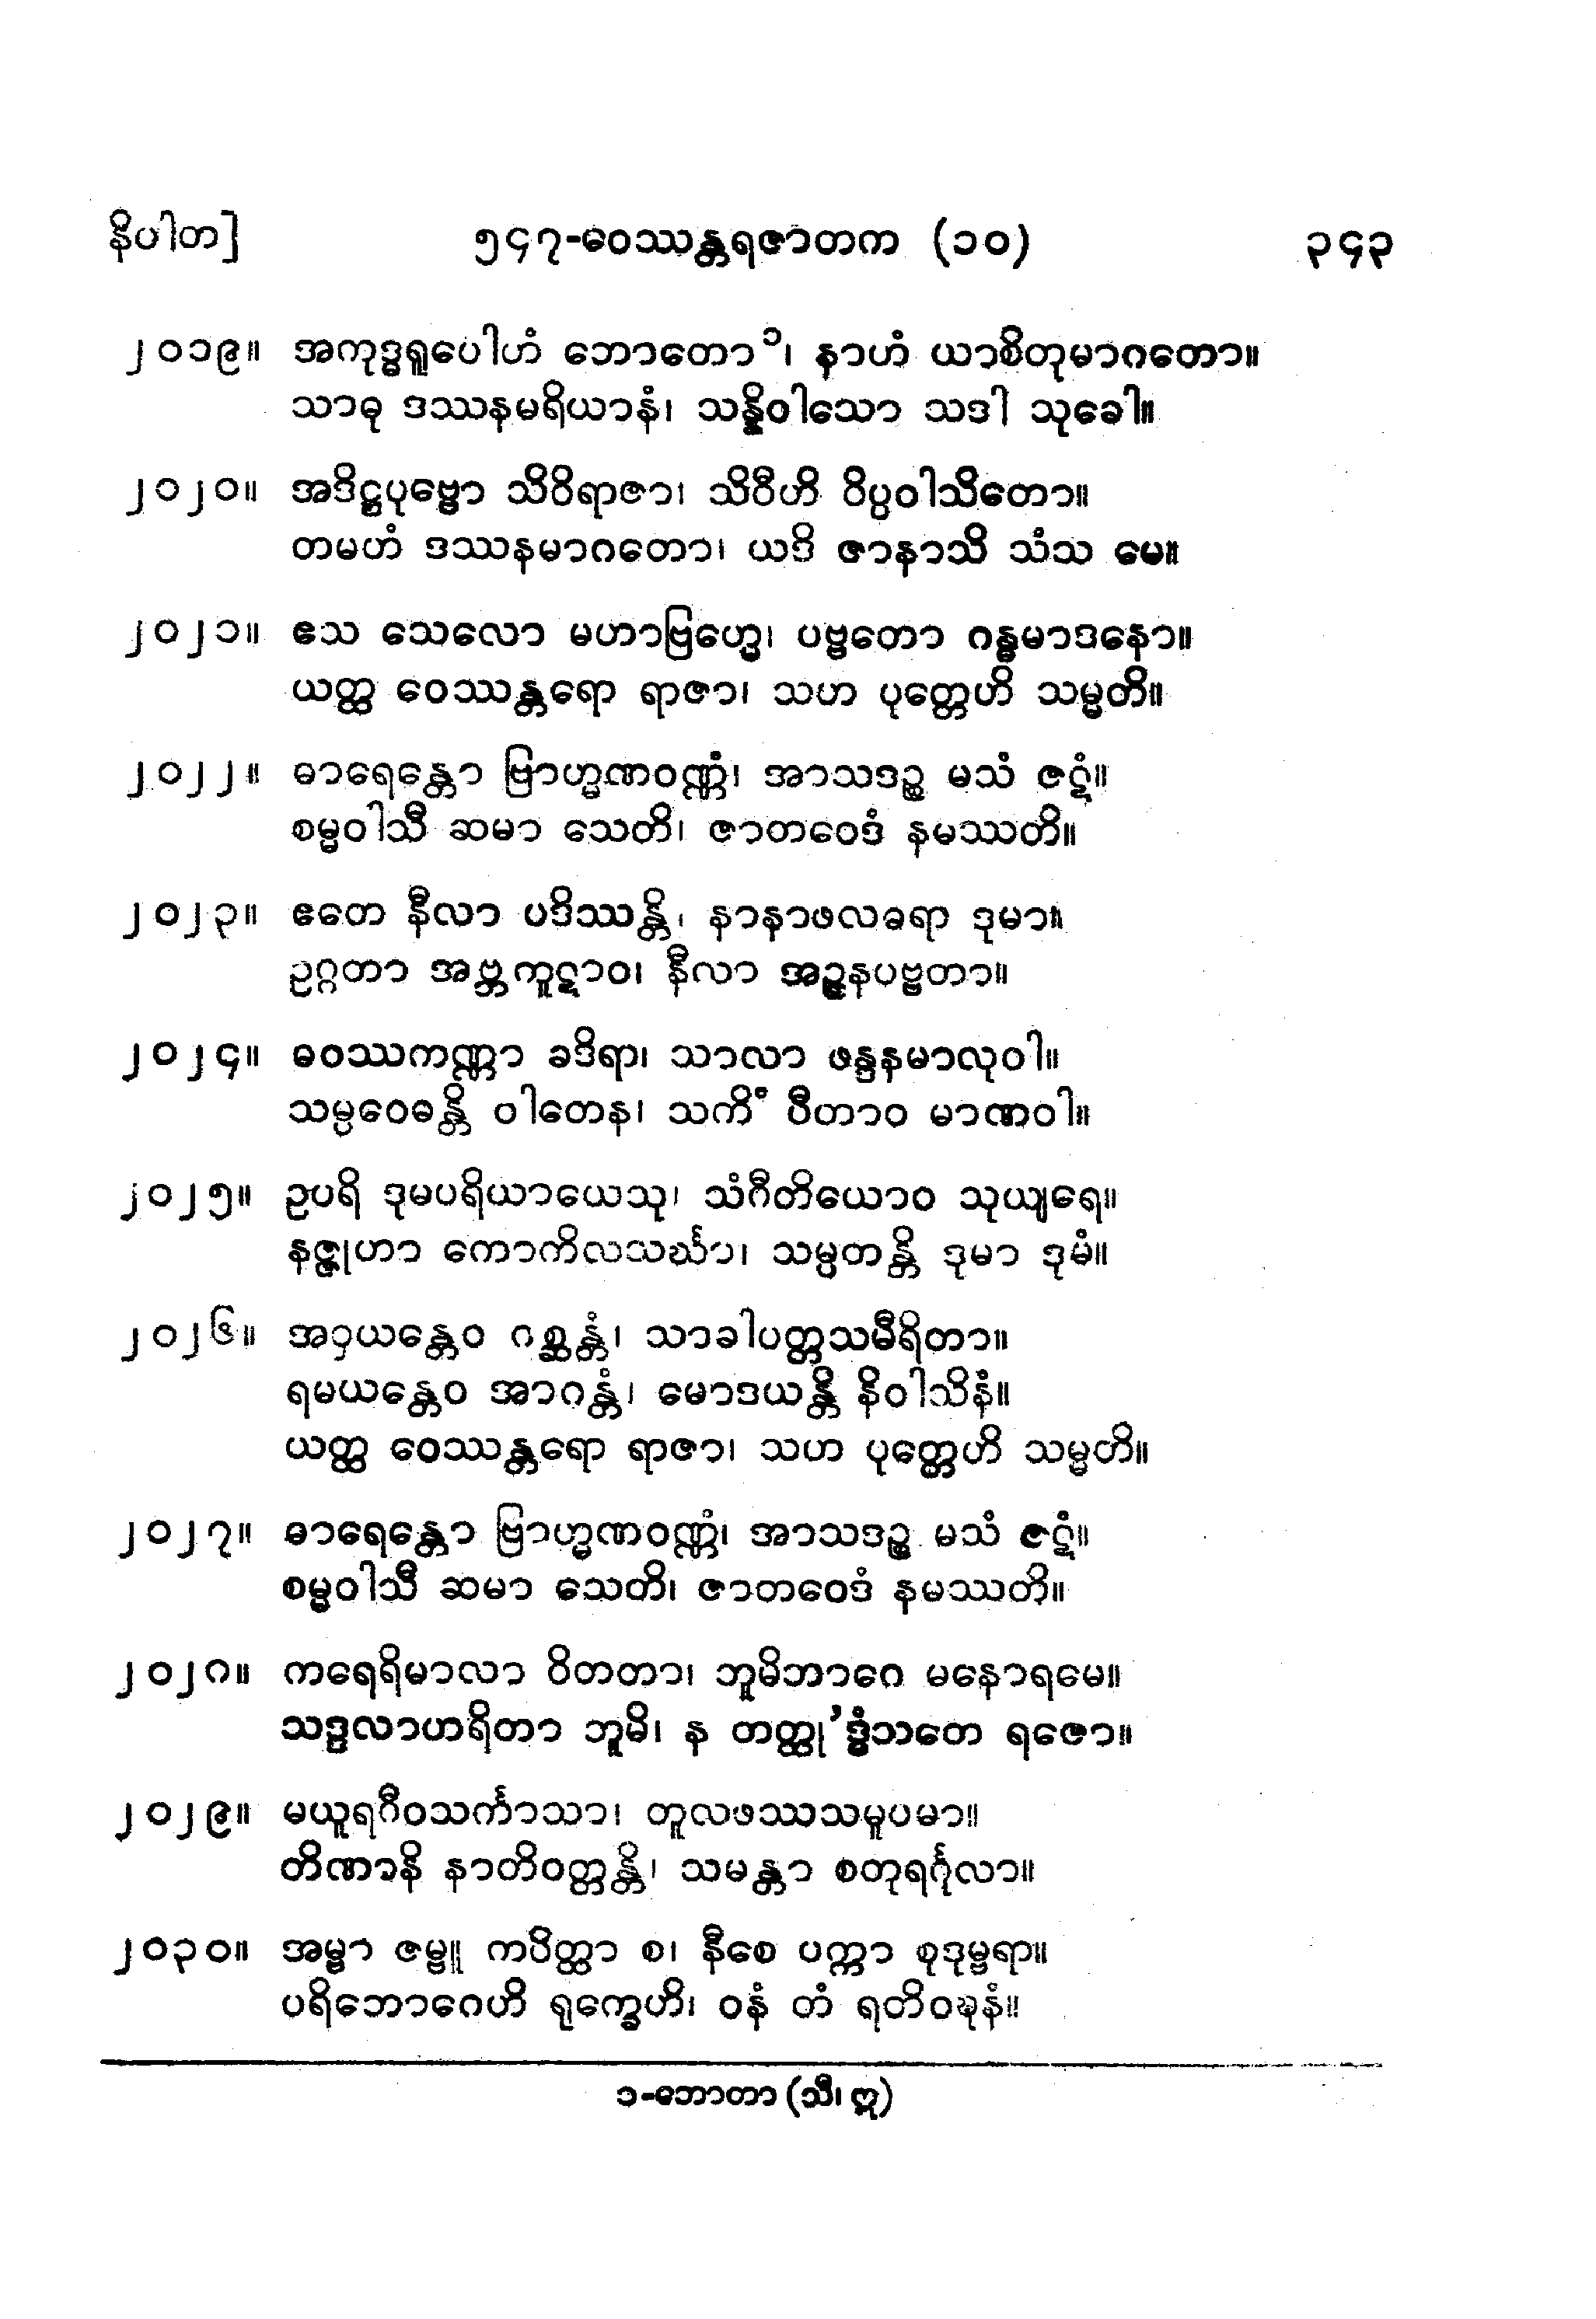 နိပါတ] ၅၄၇-ဝေဿန္တရဇာတက (၁၀) ၃၄၃
၂၀၁၉။ အကုဒ္ဓရူပေါဟံ ဘောတော၁၊ နာဟံ ယာစိတုမာဂတော။
သာဓု ဒဿနမရိယာနံ၊ သန္နိဝါသော သဒါ သုခေါ။
၂၀၂၀။ အဒိဋ္ဌပုဗ္ဗော သိဝိရာဇာ၊ သိဝီဟိ ဝိပ္ပဝါသိတော။
တမဟံ ဒဿနမာဂတော၊ ယဒိ ဇာနာသိ သံသ မေ။
၂၀၂၁။ ဧသ သေလော မဟာဗြဟ္မေ၊ ပဗ္ဗတော ဂန္ဓမာဒနော။
ယတ္ထ ဝေဿန္တရော ရာဇာ၊ သဟ ပုတ္တေဟိ သမ္မတိ။
၂၀၂၂။ ဓာရေန္တော ဗြာဟ္မဏဝဏ္ဏံ၊ အာသဒဉ္စ မသံ ဇဋံ။
စမ္မဝါသီ ဆမာ သေတိ၊ ဇာတဝေဒံ နမဿတိ။
၂၀၂၃။ ဧတေ နီလာ ပဒိဿန္တိ၊ နာနာဖလဓရာ ဒုမာ။
ဥဂ္ဂတာ အဗ္ဘကူဋာဝ၊ နီလာ အဉ္ဇနပဗ္ဗတာ။
၂၀၂၄။ ဓဝဿကဏ္ဏာ ခဒိရာ၊ သာလာ ဖန္ဒနမာလုဝါ။
သမ္ပဝေဓန္တိ ဝါတေန၊ သကိံ ပီတာဝ မာဏဝါ။
၂၀၂၅။ ဥပရိ ဒုမပရိယာယေသု၊ သံဂီတိယောဝ သုယျရေ။
နဇ္ဇုဟာ ကောကိလသင်္ဃာ၊ သမ္ပတန္တိ ဒုမာ ဒုမံ။
၂၀၂၆။ အဝှယန္တေဝ ဂစ္ဆန္တံ၊ သာခါပတ္တသမီရိတာ။
ရမယန္တေဝ အာဂန္တံ၊ မောဒယန္တိ နိဝါသိနံ။
ယတ္ထ ဝေဿန္တရော ရာဇာ၊ သဟ ပုတ္တေဟိ သမ္မတိ။
၂၀၂၇။ ဓာရေန္တော ဗြာဟ္မဏဝဏ္ဏံ၊ အာသဒဉ္စ မသံ ဇဋံ။
စမ္မဝါသီ ဆမာ သေတိ၊ ဇာတဝေဒံ နမဿတိ။
၂၀၂၈။ ကရေရိမာလာ ဝိတတာ၊ ဘူမိဘာဂေ မနောရမေ။
သဒ္ဒလာဟရိတာ ဘူမိ၊ န တတ္ထု’ဒ္ဓံသတေ ရဇော။
၂၀၂၉။ မယူရဂီဝသင်္ကာသာ၊ တူလဖဿသမူပမာ။
တိဏာနိ နာတိဝတ္တန္တိ၊ သမန္တာ စတုရင်္ဂုလာ။
၂၀၃၀။ အမ္ဗာ ဇမ္ဗူ ကပိတ္ထာ စ၊ နီစေ ပက္ကာ စုဒုမ္ဗရာ။
ပရိဘောဂေဟိ ရုက္ခေဟိ၊ ဝနံ တံ ရတိဝဍ္ဎနံ။
၁-ဘောတာ (သီ၊ ဣ)